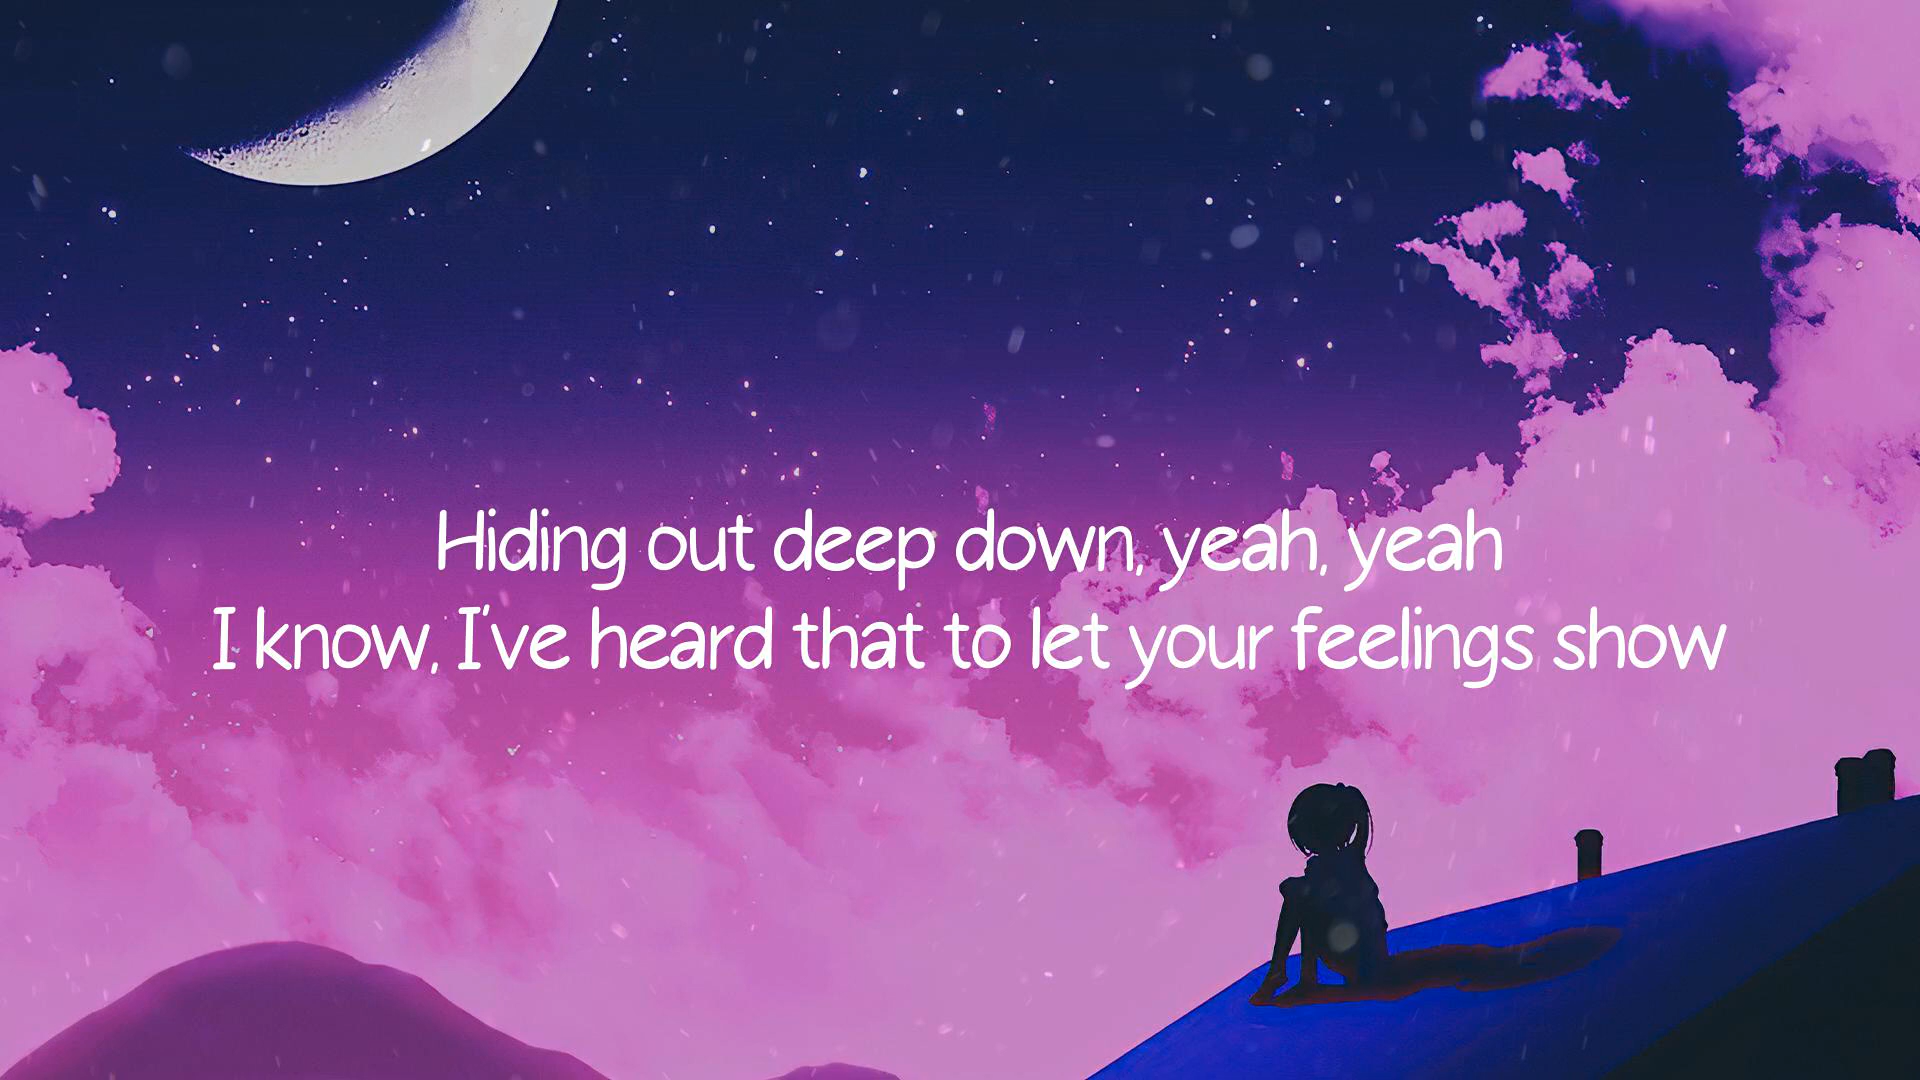 Hiding out deep down, yeah, yeah
I know, I've heard that to let your feelings show